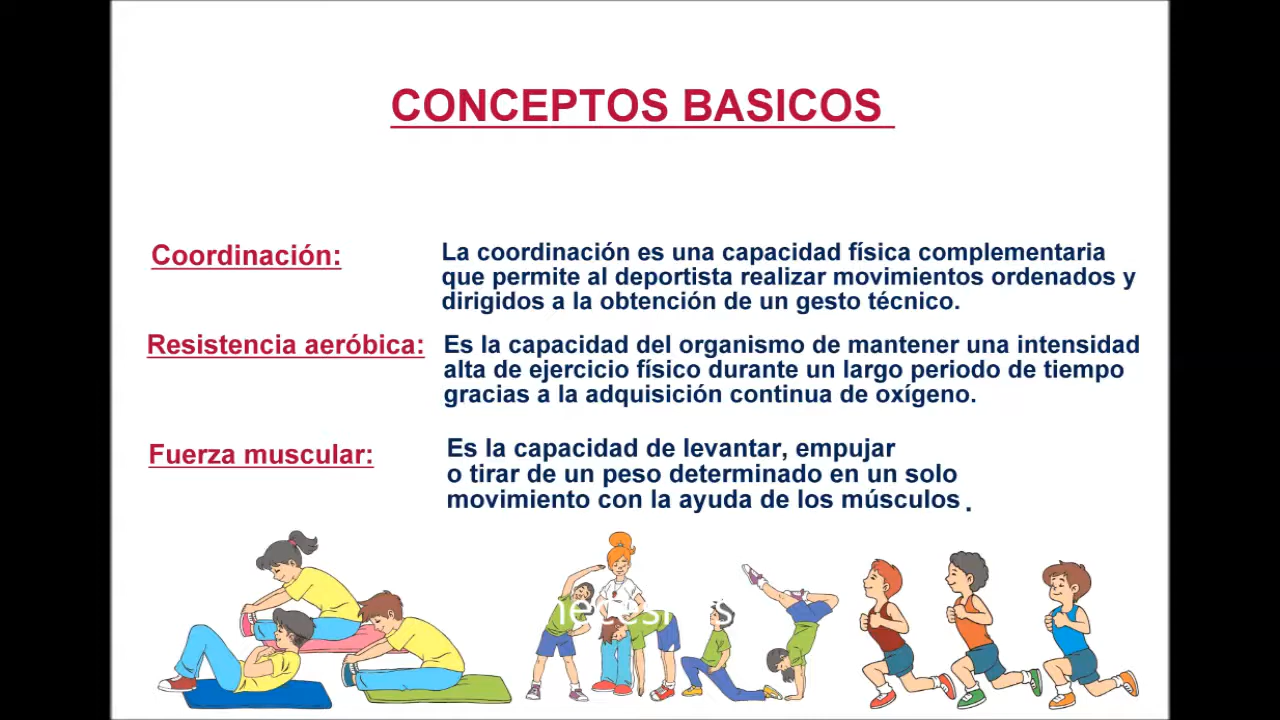 CONCEPTOS BASICOS
Coordinación:
La coordinación es una capacidad física complementaria
que permite al deportista realizar movimientos ordenados y
dirigidos a la obtención de un gesto técnico.
Resistencia aeróbica:
Es la capacidad del organismo de mantener una intensidad
alta de ejercicio físico durante un largo periodo de tiempo
gracias a la adquisición continua de oxígeno.
Fuerza muscular:
Es la capacidad de levantar, empujar
o tirar de un peso determinado en un solo
movimiento con la ayuda de los músculos.